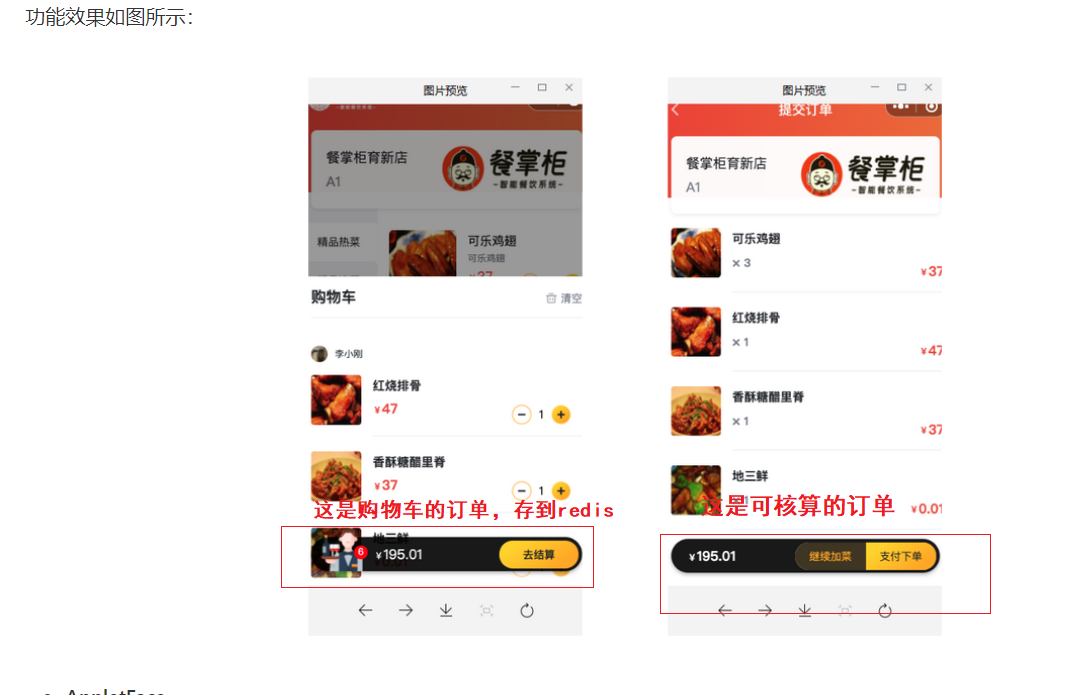 功能效果如图所示：
图片预览
餐掌柜育新店
A1
餐掌柜
~智能餐饮系统~
精品热菜
可乐鸡翅
可乐鸡翅
购物车
清空
李小刚
红烧排骨
¥47
1
香酥糖醋里脊
¥37
1
这是购物车的订单，存到redis
地三鲜
6
¥195.01
去结算
图片预览
提交订单
餐掌柜育新店
A1
餐掌柜
~智能餐饮系统~
可乐鸡翅
×3
¥37
红烧排骨
×1
¥47
香酥糖醋里脊
×1
¥37
地三鲜
这是可核算的订单
¥0.01
¥195.01
继续加菜
支付下单